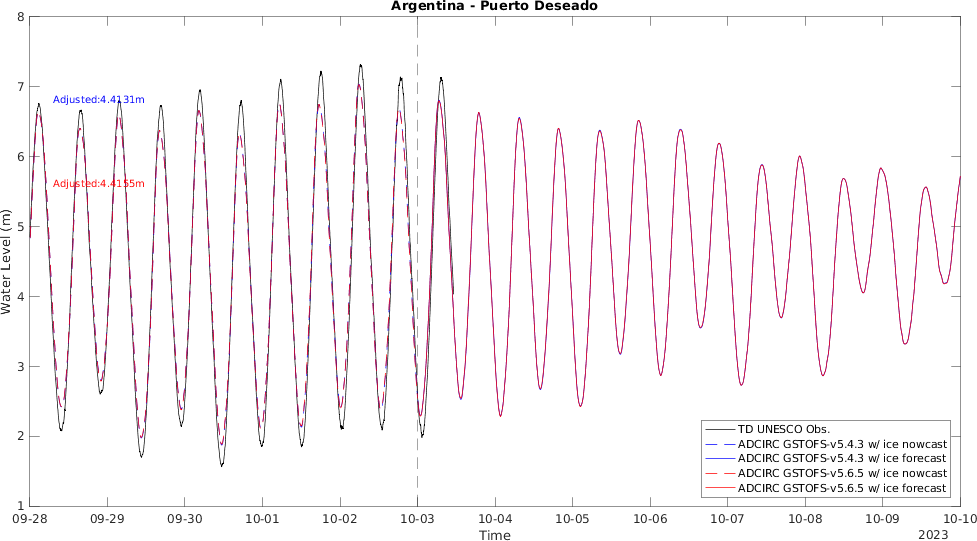 Argentina - Puerto Deseado
8
7
6
5
4
3
2
1
Water Level (m)
Adjusted:4.4131m
Adjusted:4.4155m
TD UNESCO Obs.
ADCIRC GSTOFS-v5.4.3 w/ ice nowcast
ADCIRC GSTOFS-v5.4.3 w/ ice forecast
ADCIRC GSTOFS-v5.6.5 w/ ice nowcast
ADCIRC GSTOFS-v5.6.5 w/ ice forecast
09-28 09-29 09-30 10-01 10-02 10-03 10-04 10-05 10-06 10-07 10-08 10-09 10-10
Time
2023